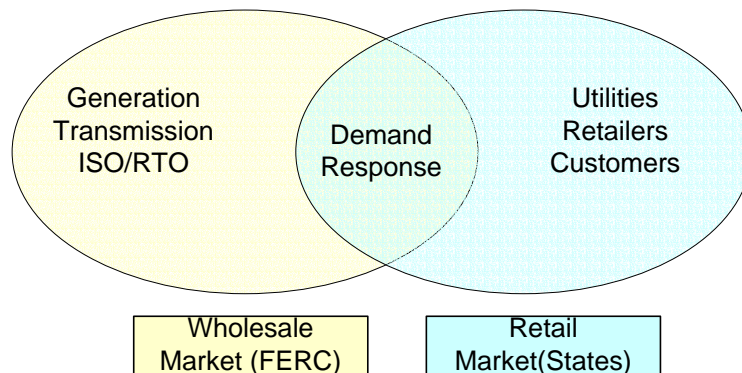 Generation
Transmission
ISO/RTO
Demand
Response
Utilities
Retailers
Customers
Wholesale
Market (FERC)
Retail
Market(States)